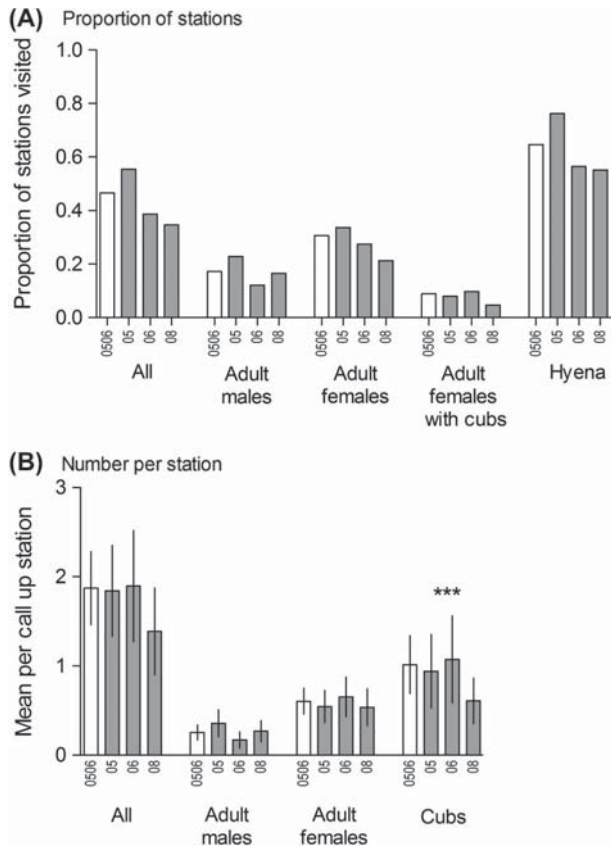 (A) Proportion of stations
Proportion of stations visited
1.0
0.8
0.6
0.4
0.2
0.0
0506 05 06 08 0506 05 06 08 0506 05 06 08 0506 05 06 08 0506 05 06 08
All Adult males Adult females Adult females with cubs Hyena
(B) Number per station
Mean per call up station
3
2
1
0
***
0506 05 06 08 0506 05 06 08 0506 05 06 08 0506 05 06 08
All Adult males Adult females Cubs